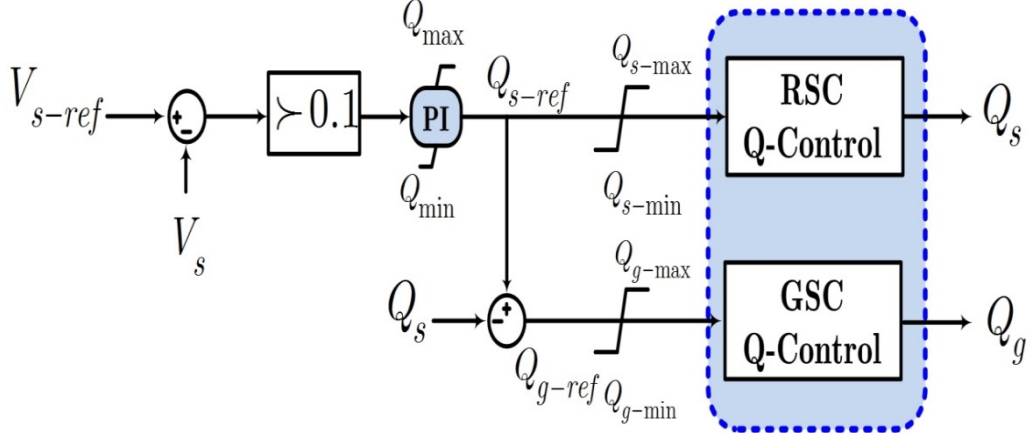 Q_max
V_s-ref
≻0.1
PI
Q_s-ref
Q_s-max
RSC
Q-Control
Q_s
Q_min
Q_s-min
V_s
Q_g-max
GSC
Q-Control
Q_s
Q_g
Q_g-ref
Q_g-min